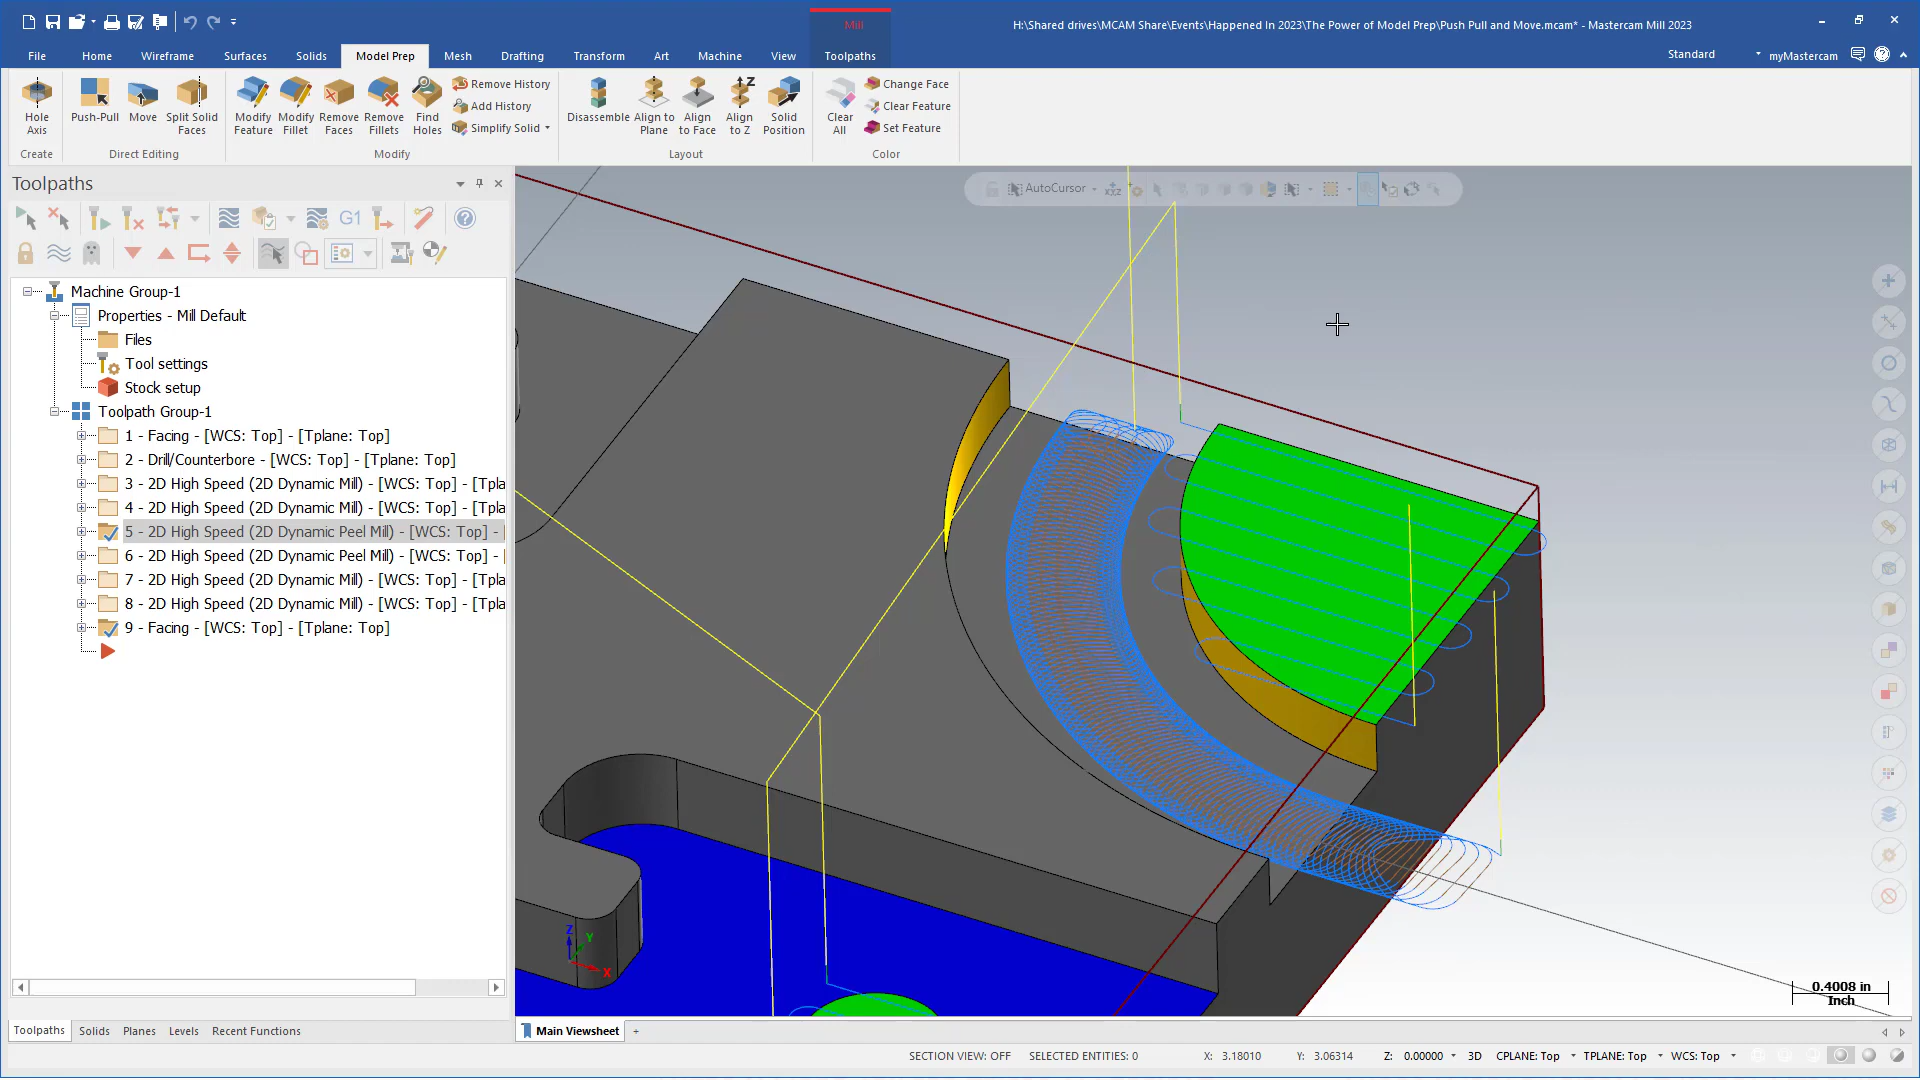 Mill
H:\Shared drives\MCAM Share\Events\Happened In 2023\The Power of Model Prep\Push Pull and Move.mcam* - Mastercam Mill 2023
File Home Wireframe Surfaces Solids Model Prep Mesh Drafting Transform Art Machine View Toolpaths
Standard myMastercam
Hole Axis
Push-Pull
Move
Split Solid Faces
Modify Feature
Modify Fillet
Remove Faces
Remove Fillets
Find Holes
Remove History
Add History
Simplify Solid
Disassemble
Align to Plane
Align to Face
Align to Z
Solid Position
Clear All
Change Face
Clear Feature
Set Feature
Create Direct Editing Modify Layout Color
Toolpaths
AutoCursor
G1
Machine Group-1
Properties - Mill Default
Files
Tool settings
Stock setup
Toolpath Group-1
1 - Facing - [WCS: Top] - [Tplane: Top]
2 - Drill/Counterbore - [WCS: Top] - [Tplane: Top]
3 - 2D High Speed (2D Dynamic Mill) - [WCS: Top] - [Tpla
4 - 2D High Speed (2D Dynamic Mill) - [WCS: Top] - [Tpla
5 - 2D High Speed (2D Dynamic Peel Mill) - [WCS: Top] - [
6 - 2D High Speed (2D Dynamic Peel Mill) - [WCS: Top] - [
7 - 2D High Speed (2D Dynamic Mill) - [WCS: Top] - [Tpla
8 - 2D High Speed (2D Dynamic Mill) - [WCS: Top] - [Tpla
9 - Facing - [WCS: Top] - [Tplane: Top]
Z
Y
X
0.4008 in
Inch
Toolpaths Solids Planes Levels Recent Functions
Main Viewsheet +
SECTION VIEW: OFF SELECTED ENTITIES: 0 X: 3.18010 Y: 3.06314 Z: 0.00000 3D CPLANE: Top TPLANE: Top WCS: Top